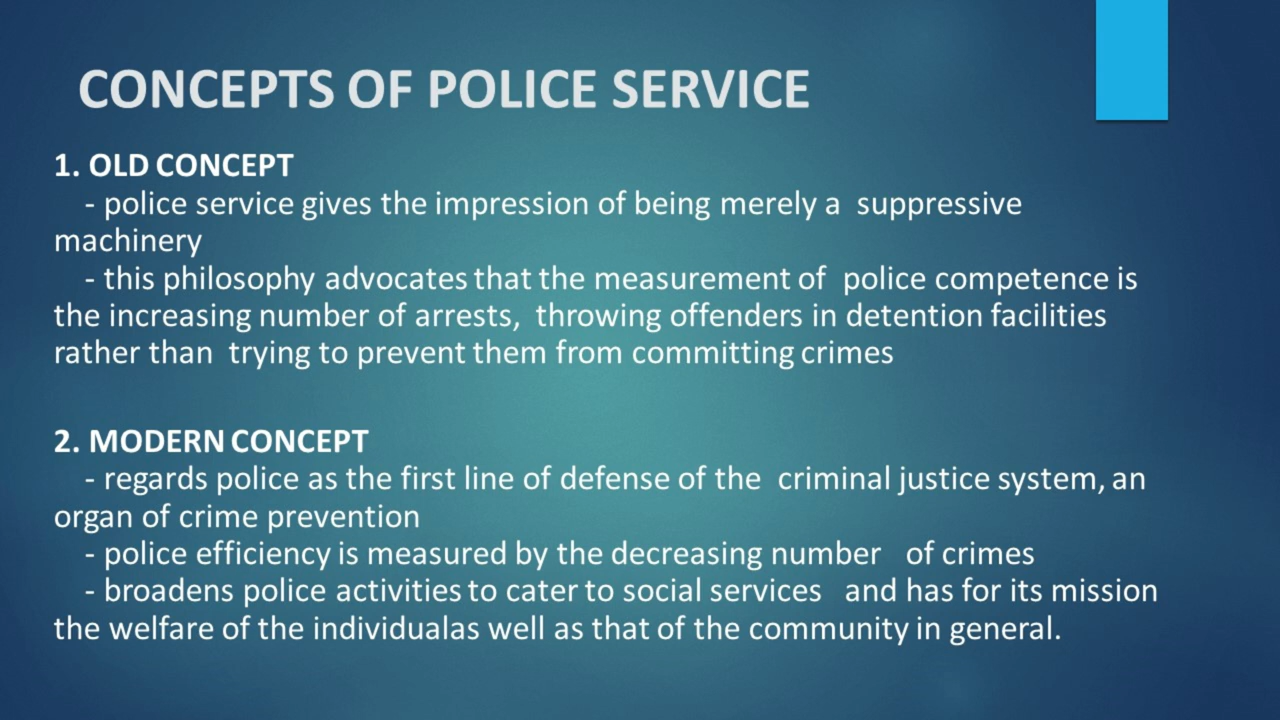 CONCEPTS OF POLICE SERVICE
1. OLD CONCEPT
- police service gives the impression of being merely a suppressive
machinery
- this philosophy advocates that the measurement of police competence is
the increasing number of arrests, throwing offenders in detention facilities
rather than trying to prevent them from committing crimes
2. MODERN CONCEPT
- regards police as the first line of defense of the criminal justice system, an
organ of crime prevention
- police efficiency is measured by the decreasing number of crimes
- broadens police activities to cater to social services and has for its mission
the welfare of the individualas well as that of the community in general.